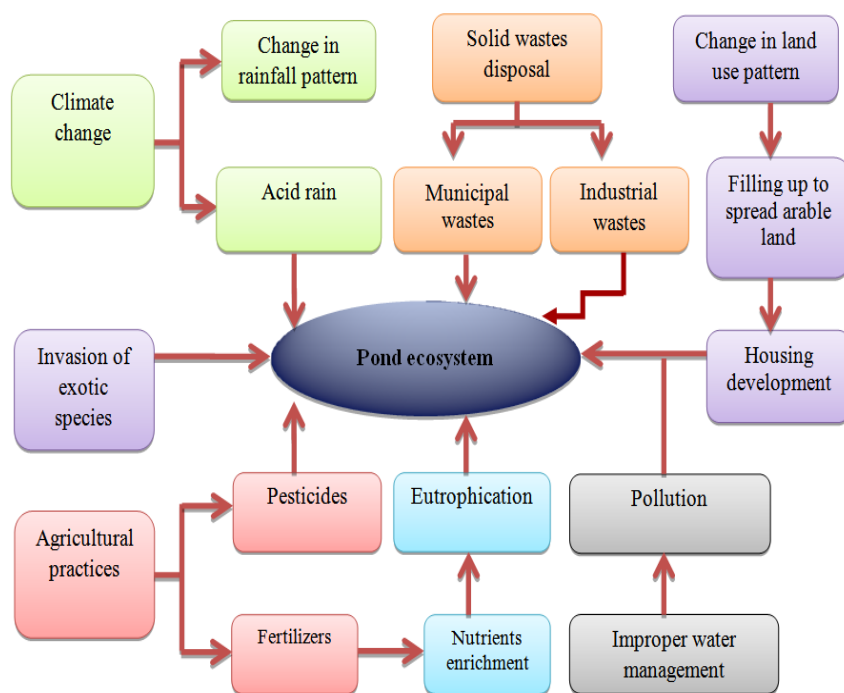 Change in
rainfall pattern
Solid wastes
disposal
Change in land
use pattern
Climate
change
Acid rain
Municipal
wastes
Industrial
wastes
Filling up to
spread arable
land
Invasion of
exotic
species
Pond ecosystem
Housing
development
Pesticides
Eutrophication
Pollution
Agricultural
practices
Fertilizers
Nutrients
enrichment
Improper water
management